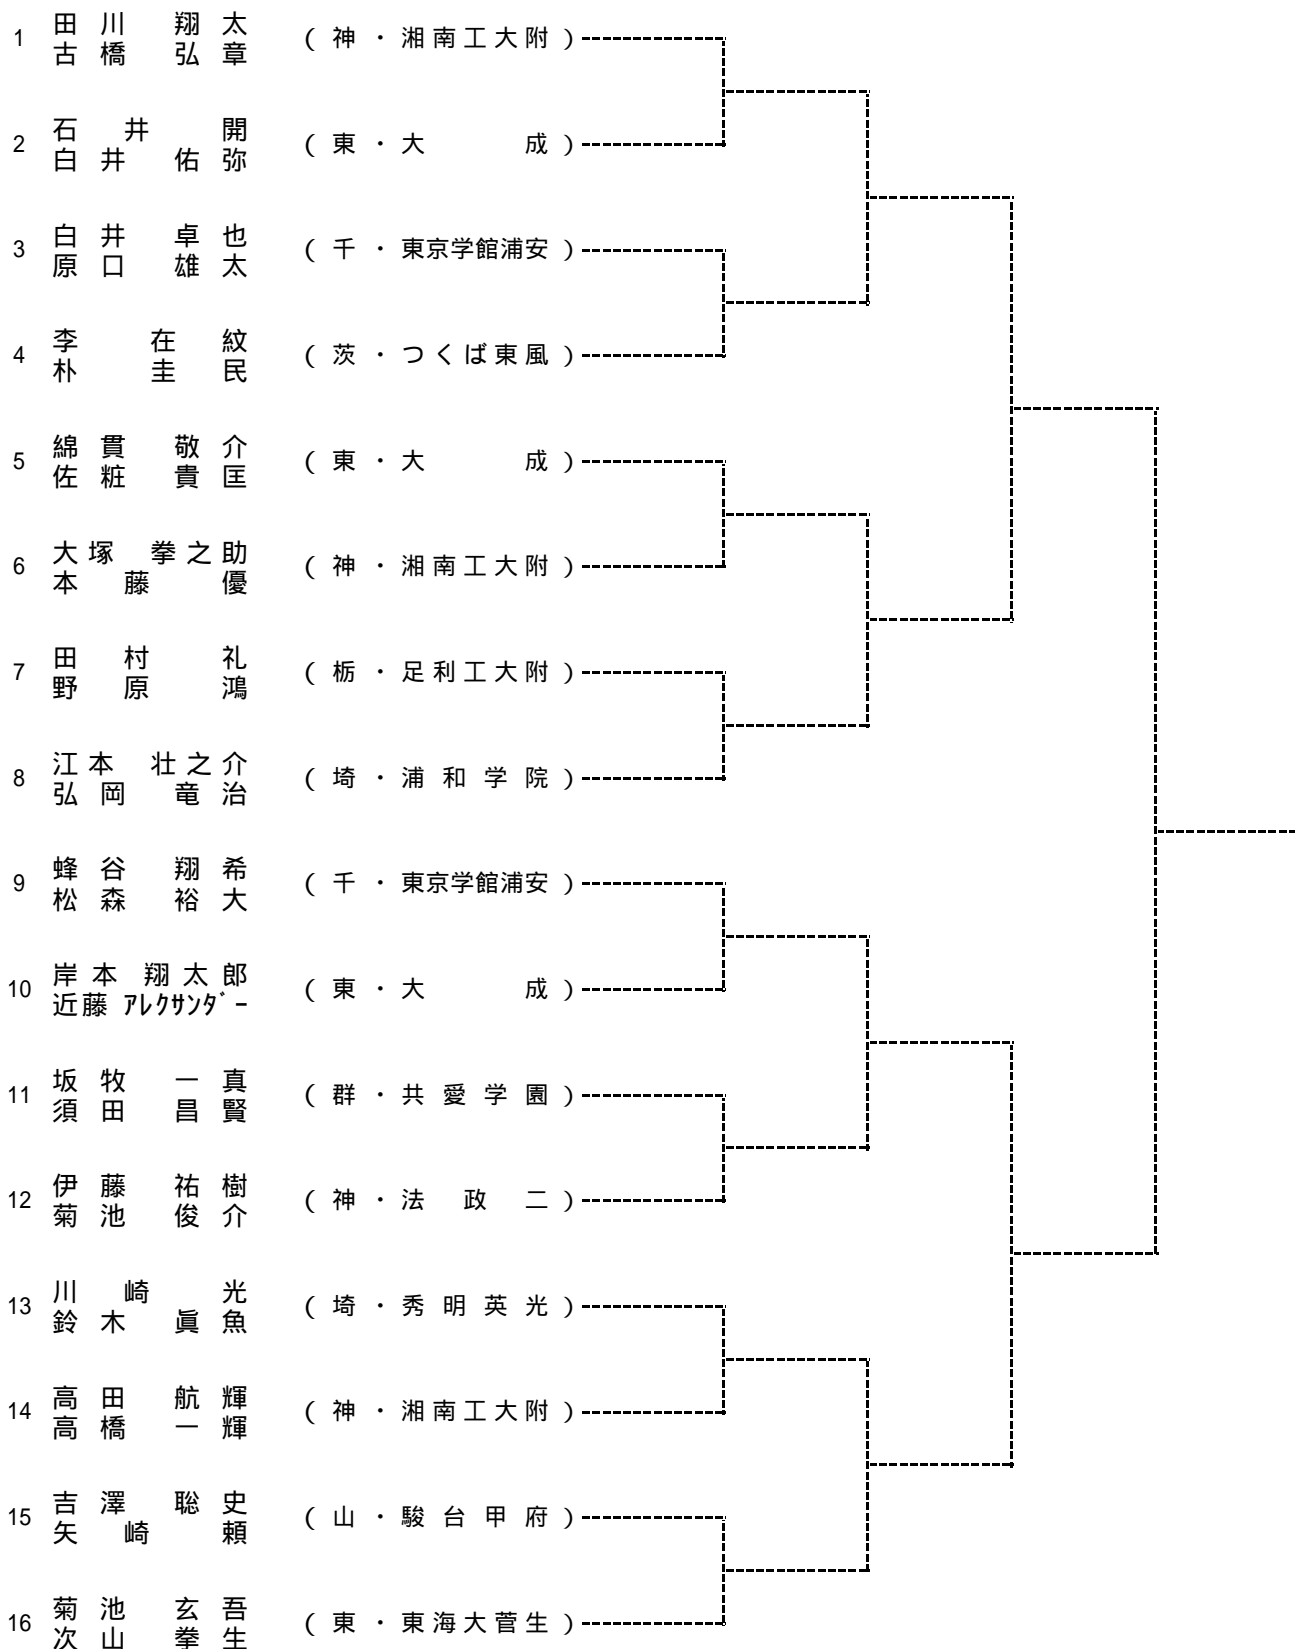 1 田川 翔太 (神・湘南工大附)
古橋 弘章
2 石井 開 (東・大成)
白井 佑弥
3 白井 卓也 (千・東京学館浦安)
原口 雄太
4 李 在紋 (茨・つくば東風)
朴 圭民
5 綿貫 敬介 (東・大成)
佐粧 貴匡
6 大塚 拳之助 (神・湘南工大附)
本藤 優
7 田村 礼 (栃・足利工大附)
野原 鴻
8 江本 壮之介 (埼・浦和学院)
弘岡 竜治
9 蜂谷 翔希 (千・東京学館浦安)
松森 裕大
10 岸本 翔太郎 (東・大成)
近藤 ｱﾚｸｻﾝﾀﾞｰ
11 坂牧 一真 (群・共愛学園)
須田 昌賢
12 伊藤 祐樹 (神・法政二)
菊池 俊介
13 川崎 光 (埼・秀明英光)
鈴木 眞魚
14 高田 航輝 (神・湘南工大附)
高橋 一輝
15 吉澤 聡史 (山・駿台甲府)
矢崎 頼
16 菊池 玄吾 (東・東海大菅生)
次山 拳生